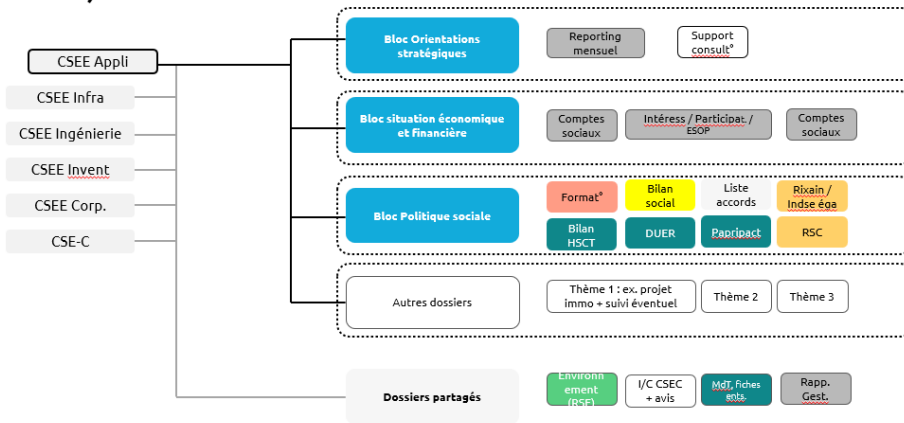 CSEE Appli
CSEE Infra
CSEE Ingénierie
CSEE Invent
CSEE Corp.
CSE-C
Bloc Orientations
stratégiques
Reporting
mensuel
Support
consult°
Bloc situation économique
et financière
Comptes
sociaux
Intéress / Participat. /
ESOP
Comptes
sociaux
Bloc Politique sociale
Format°
Bilan
social
Liste
accords
Rixain /
Indse éga
Bilan
HSCT
DUER
Papripact
RSC
Autres dossiers
Thème 1 : ex. projet
immo + suivi éventuel
Thème 2
Thème 3
Dossiers partagés
Environn
ement
(RSE)
I/C CSEC
+ avis
MdT, fiches
ents.
Rapp.
Gest.